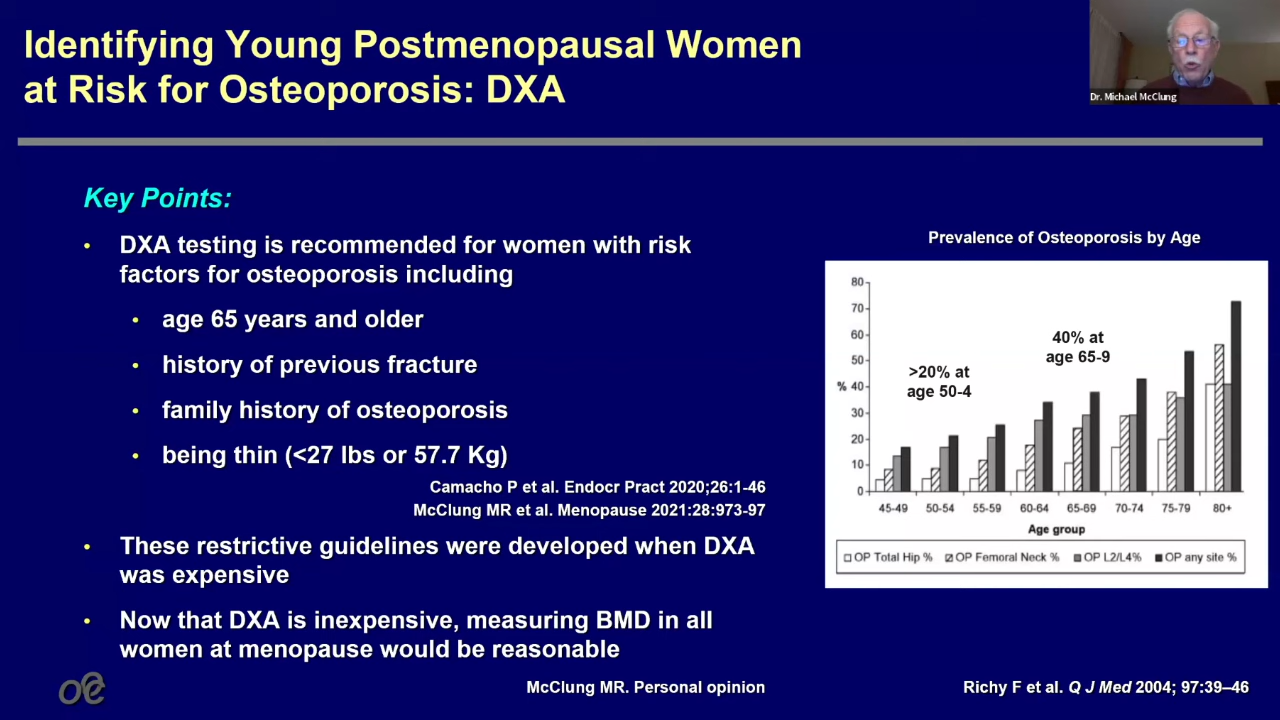 Identifying Young Postmenopausal Women
at Risk for Osteoporosis: DXA
Dr. Michael McClung
Key Points:
• DXA testing is recommended for women with risk
factors for osteoporosis including
• age 65 years and older
• history of previous fracture
• family history of osteoporosis
• being thin (<27 lbs or 57.7 Kg)
Camacho P et al. Endocr Pract 2020;26:1-46
McClung MR et al. Menopause 2021:28:973-97
• These restrictive guidelines were developed when DXA
was expensive
• Now that DXA is inexpensive, measuring BMD in all
women at menopause would be reasonable
McClung MR. Personal opinion
Prevalence of Osteoporosis by Age
80
70
60
50
% 40
30
20
10
0
>20% at
age 50-4
40% at
age 65-9
45-49 50-54 55-59 60-64 65-69 70-74 75-79 80+
Age group
OP Total Hip % OP Femoral Neck % OP L2/L4% OP any site %
Richy F et al. Q J Med 2004; 97:39–46